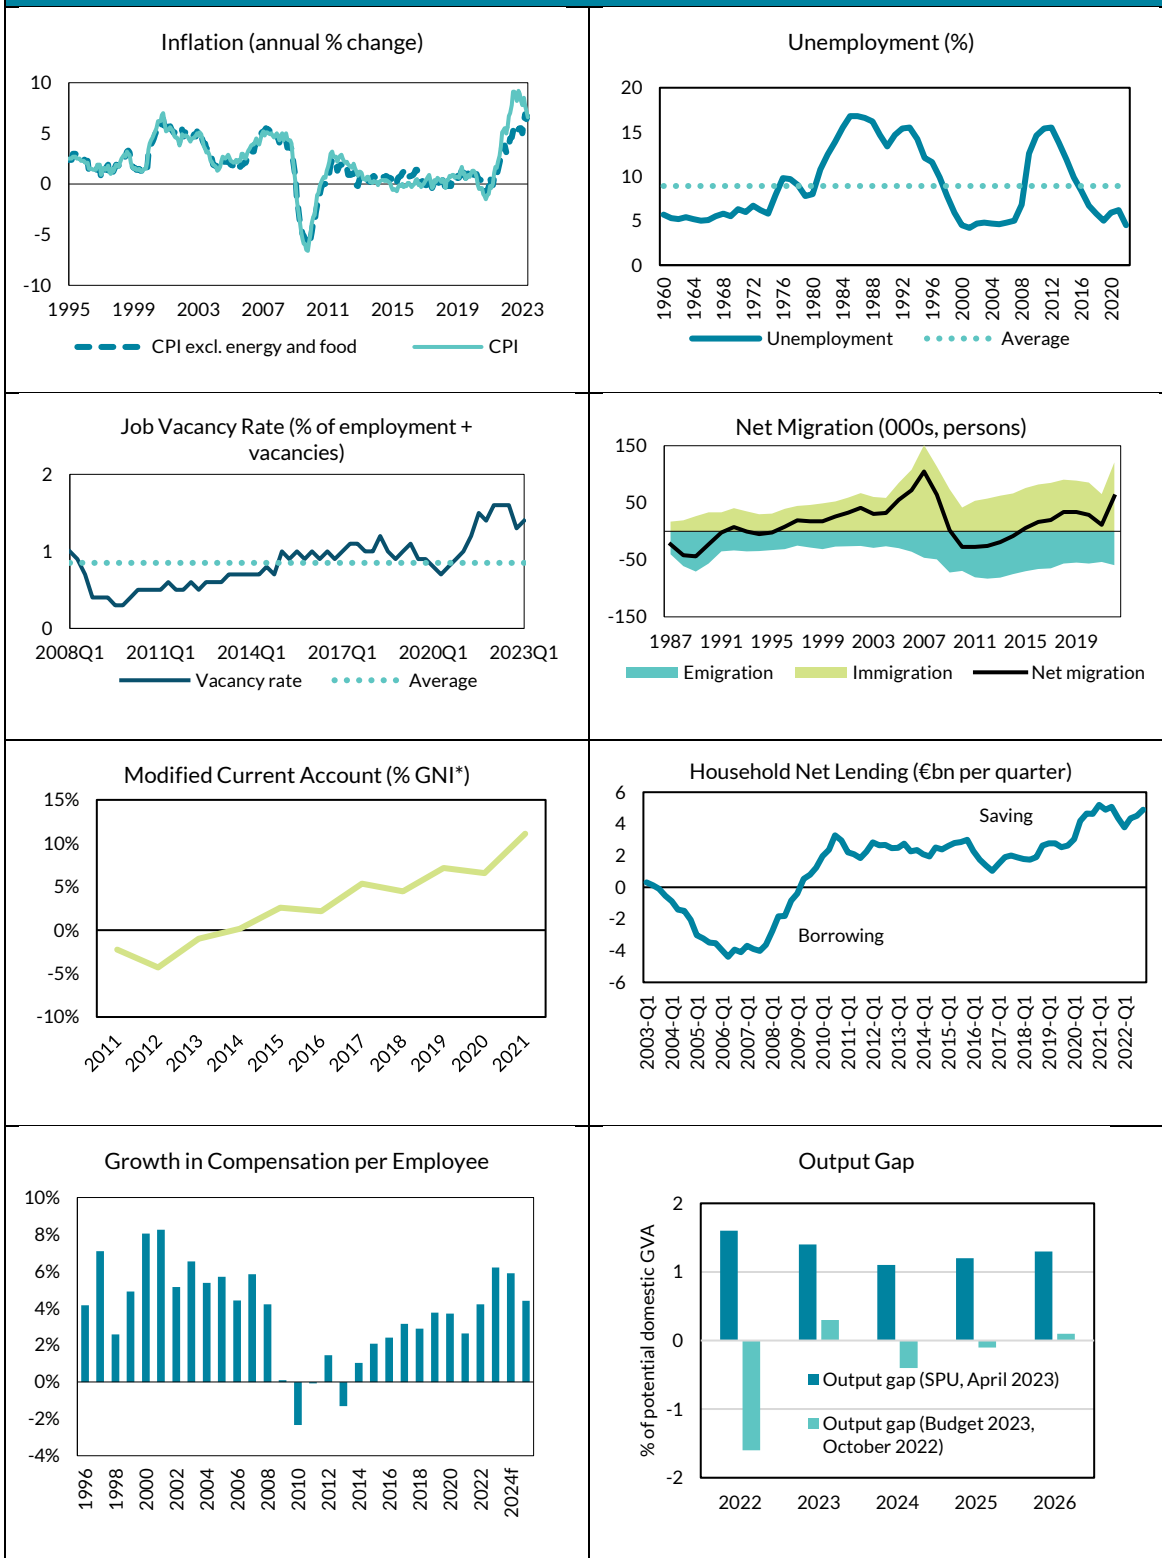 Inflation (annual % change)
10
5
0
-5
-10
1995 1999 2003 2007 2011 2015 2019 2023
CPI excl. energy and food CPI
Unemployment (%)
20
15
10
5
0
1960 1964 1968 1972 1976 1980 1984 1988 1992 1996 2000 2004 2008 2012 2016 2020
Unemployment Average
Job Vacancy Rate (% of employment +
vacancies)
2
1
0
2008Q1 2011Q1 2014Q1 2017Q1 2020Q1 2023Q1
Vacancy rate Average
Net Migration (000s, persons)
150
50
-50
-150
1987 1991 1995 1999 2003 2007 2011 2015 2019
Emigration Immigration Net migration
Modified Current Account (% GNI*)
15%
10%
5%
0%
-5%
-10%
2011 2012 2013 2014 2015 2016 2017 2018 2019 2020 2021
Household Net Lending (€bn per quarter)
6
4
2
0
-2
-4
-6
Saving
Borrowing
2003-Q1 2004-Q1 2005-Q1 2006-Q1 2007-Q1 2008-Q1 2009-Q1 2010-Q1 2011-Q1 2012-Q1 2013-Q1 2014-Q1 2015-Q1 2016-Q1 2017-Q1 2018-Q1 2019-Q1 2020-Q1 2021-Q1 2022-Q1
Growth in Compensation per Employee
10%
8%
6%
4%
2%
0%
-2%
-4%
1996 1998 2000 2002 2004 2006 2008 2010 2012 2014 2016 2018 2020 2022 2024f
Output Gap
% of potential domestic GVA
2
1
0
-1
-2
Output gap (SPU, April 2023)
Output gap (Budget 2023,
October 2022)
2022 2023 2024 2025 2026